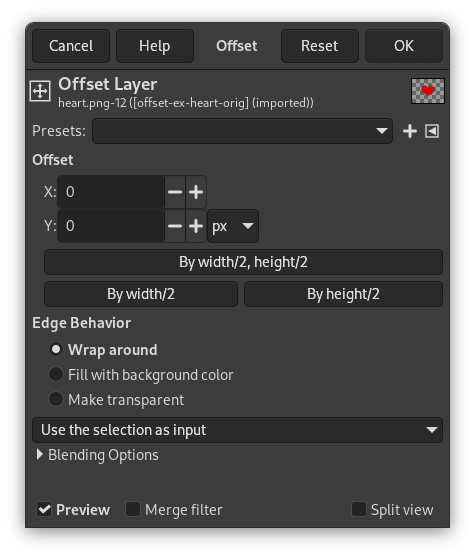 Cancel Help Offset Reset OK
Offset Layer
heart.png-12 ([offset-ex-heart-orig] (imported))
Presets:
Offset
X: 0
Y: 0 px
By width/2, height/2
By width/2 By height/2
Edge Behavior
Wrap around
Fill with background color
Make transparent
Use the selection as input
Blending Options
Preview Merge filter Split view